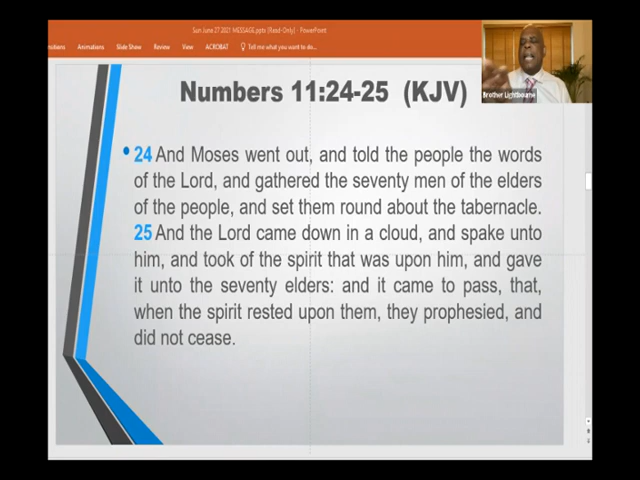 Sun June 27 2021 MESSAGE.pptx [Read-Only] - PowerPoint
Animations Slide Show Review View ACROBAT Tell me what you want to do...
Numbers 11:24-25 (KJV)
Brother Lightbourne
• 24 And Moses went out, and told the people the words
of the Lord, and gathered the seventy men of the elders
of the people, and set them round about the tabernacle.
25 And the Lord came down in a cloud, and spake unto
him, and took of the spirit that was upon him, and gave
it unto the seventy elders: and it came to pass, that,
when the spirit rested upon them, they prophesied, and
did not cease.